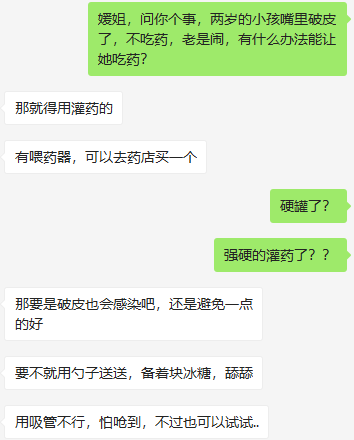 媛姐，问你个事，两岁的小孩嘴里破皮
了，不吃药，老是闹，有什么办法能让
她吃药？
那就得用灌药的
有喂药器，可以去药店买一个
硬罐了？
强硬的灌药了？？
那要是破皮也会感染吧，还是避免一点
的好
要不就用勺子送送，备着块冰糖，舔舔
用吸管不行，怕呛到，不过也可以试试..